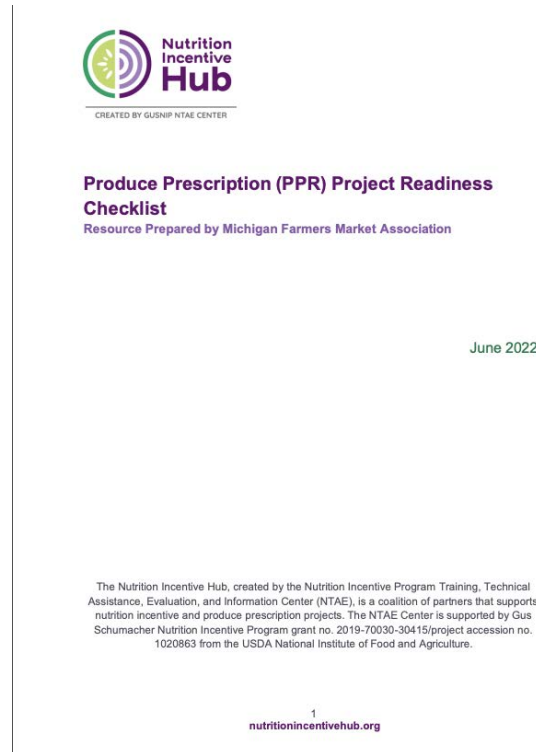 Nutrition
Incentive
Hub
CREATED BY GUSNIP NTAE CENTER
Produce Prescription (PPR) Project Readiness
Checklist
Resource Prepared by Michigan Farmers Market Association
June 2022
The Nutrition Incentive Hub, created by the Nutrition Incentive Program Training, Technical
Assistance, Evaluation, and Information Center (NTAE), is a coalition of partners that supports
nutrition incentive and produce prescription projects. The NTAE Center is supported by Gus
Schumacher Nutrition Incentive Program grant no. 2019-70030-30415/project accession no.
1020863 from the USDA National Institute of Food and Agriculture.
1
nutritionincentivehub.org